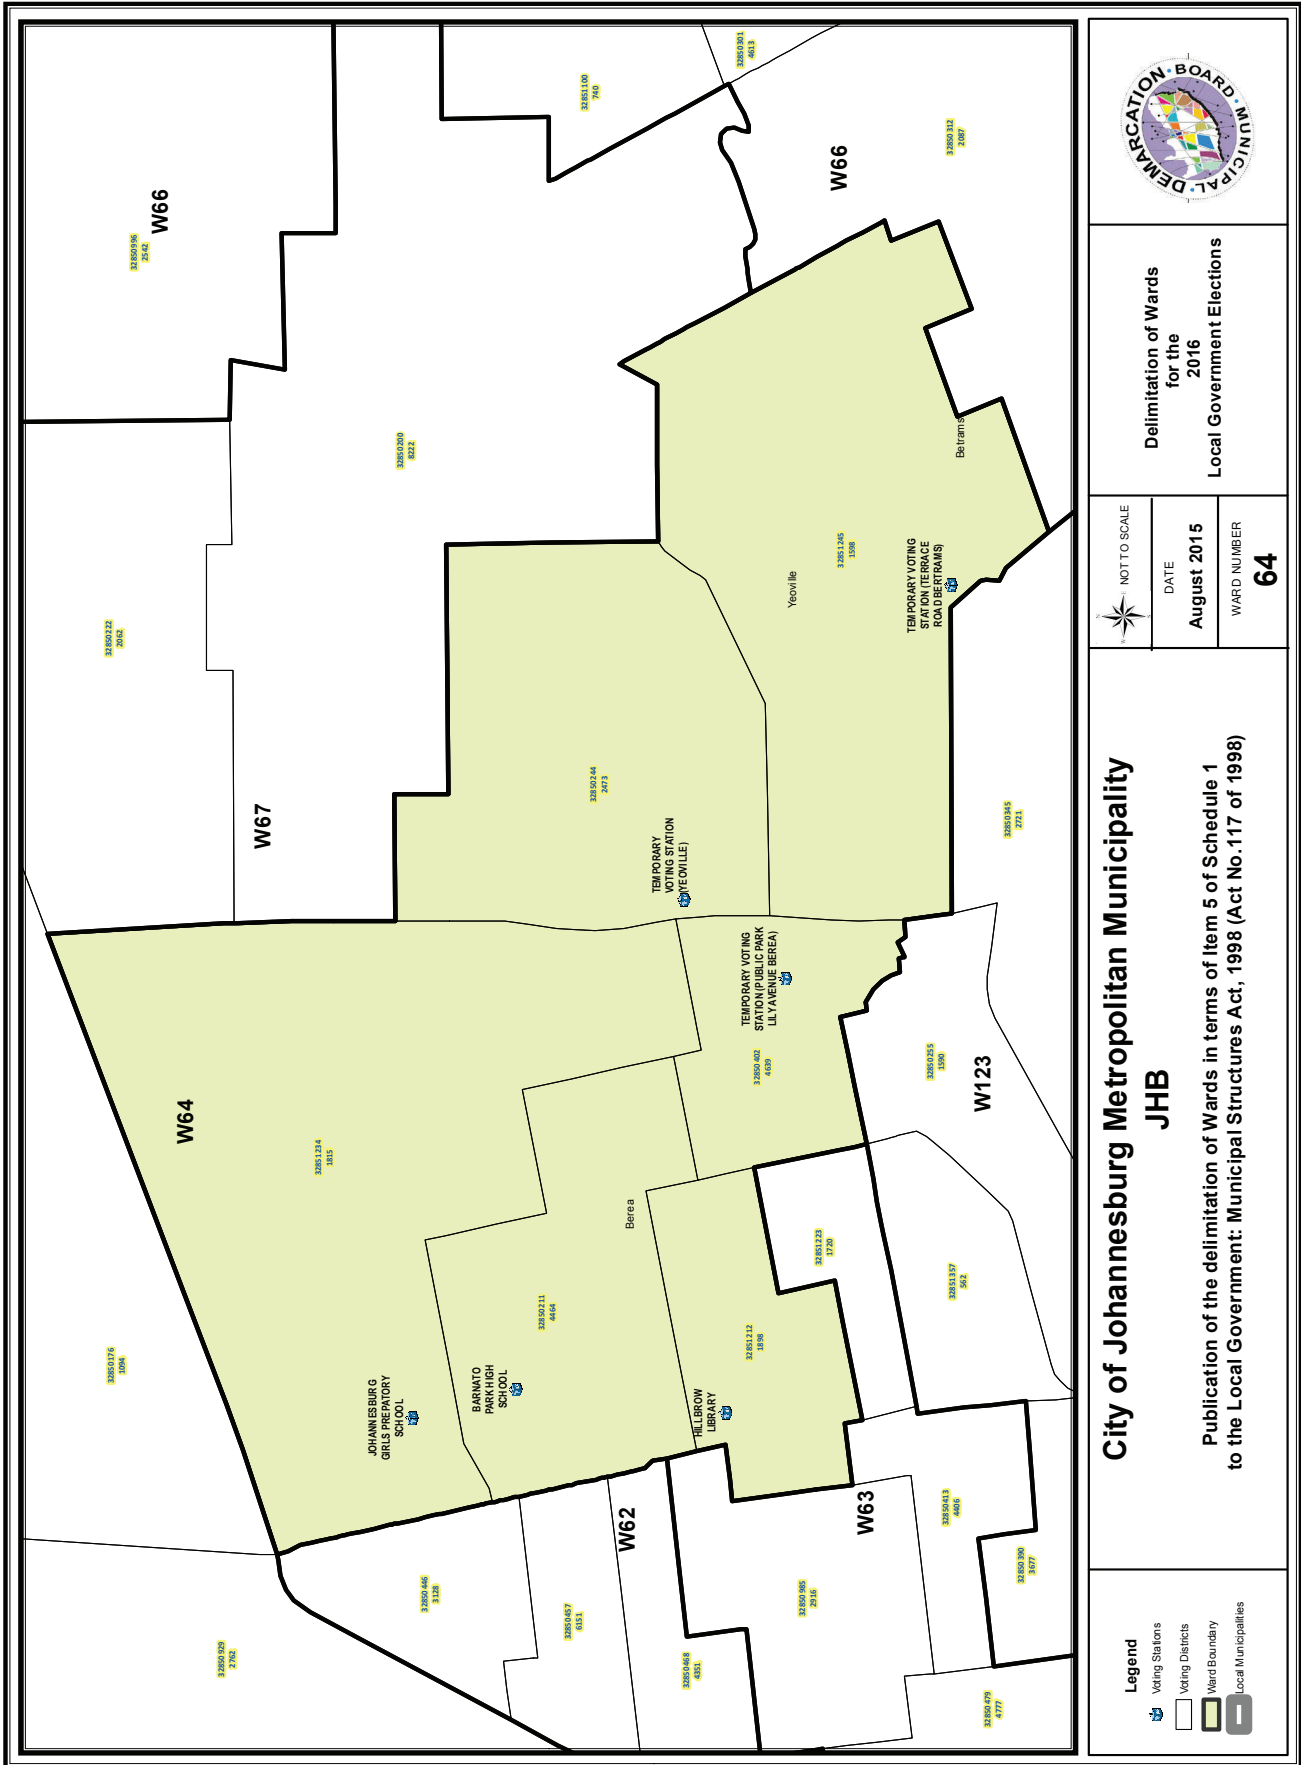 W66
W67
W64
W66
W123
W62
W63
32850996
2542
32851100
740
32850301
4613
32850312
2087
32850200
8222
32850222
2062
32851245
1598
32850244
2473
32850345
2721
32850402
4639
32850255
1590
32851234
1815
32850211
4464
32851223
1720
32851357
562
32851212
1898
32850176
1094
32850929
2762
32850446
3128
32850457
6151
32850468
4351
32850985
2916
32850413
4406
32850390
3677
32850479
4777
Betrams
Yeoville
Berea
TEMPORARY VOTING
STATION (TERRACE
ROAD BERTRAMS)
TEMPORARY
VOTING STATION
(YEOVILLE)
TEMPORARY VOTING
STATION (PUBLIC PARK
LILY AVENUE BEREA)
JOHANNESBURG
GIRLS PREPATORY
SCHOOL
BARNATO
PARK HIGH
SCHOOL
HILLBROW
LIBRARY
Legend
Voting Stations
Voting Districts
Ward Boundary
Local Municipalities
City of Johannesburg Metropolitan Municipality
JHB
Publication of the delimitation of Wards in terms of Item 5 of Schedule 1
to the Local Government: Municipal Structures Act, 1998 (Act No.117 of 1998)
NOT TO SCALE
DATE
August 2015
WARD NUMBER
64
Delimitation of Wards
for the
2016
Local Government Elections
MUNICIPAL DEMARCATION BOARD